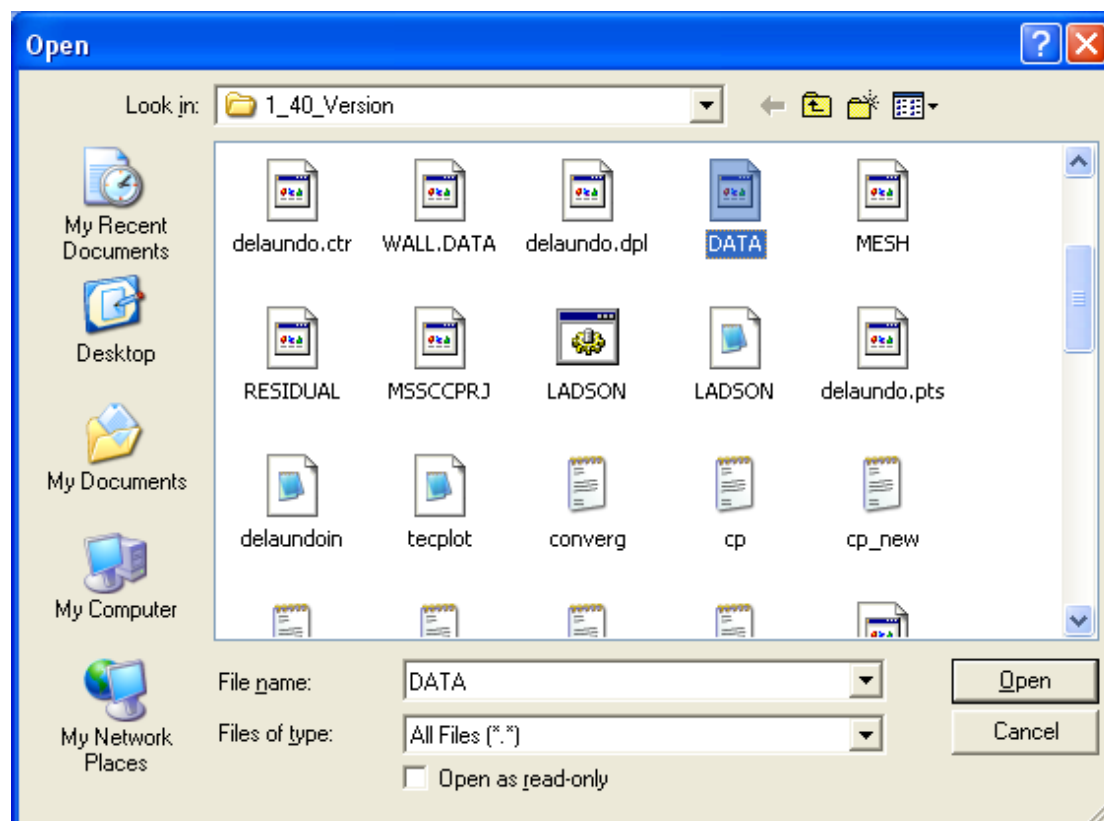 Open
Look in: 1_40_Version
My Recent
Documents
Desktop
My Documents
My Computer
My Network
Places
delaundo.ctr WALL.DATA delaundo.dpl DATA MESH
RESIDUAL MSSCCPRJ LADSON LADSON delaundo.pts
delaundoin tecplot converg cp cp_new
File name: DATA Open
Files of type: All Files (*.*) Cancel
Open as read-only